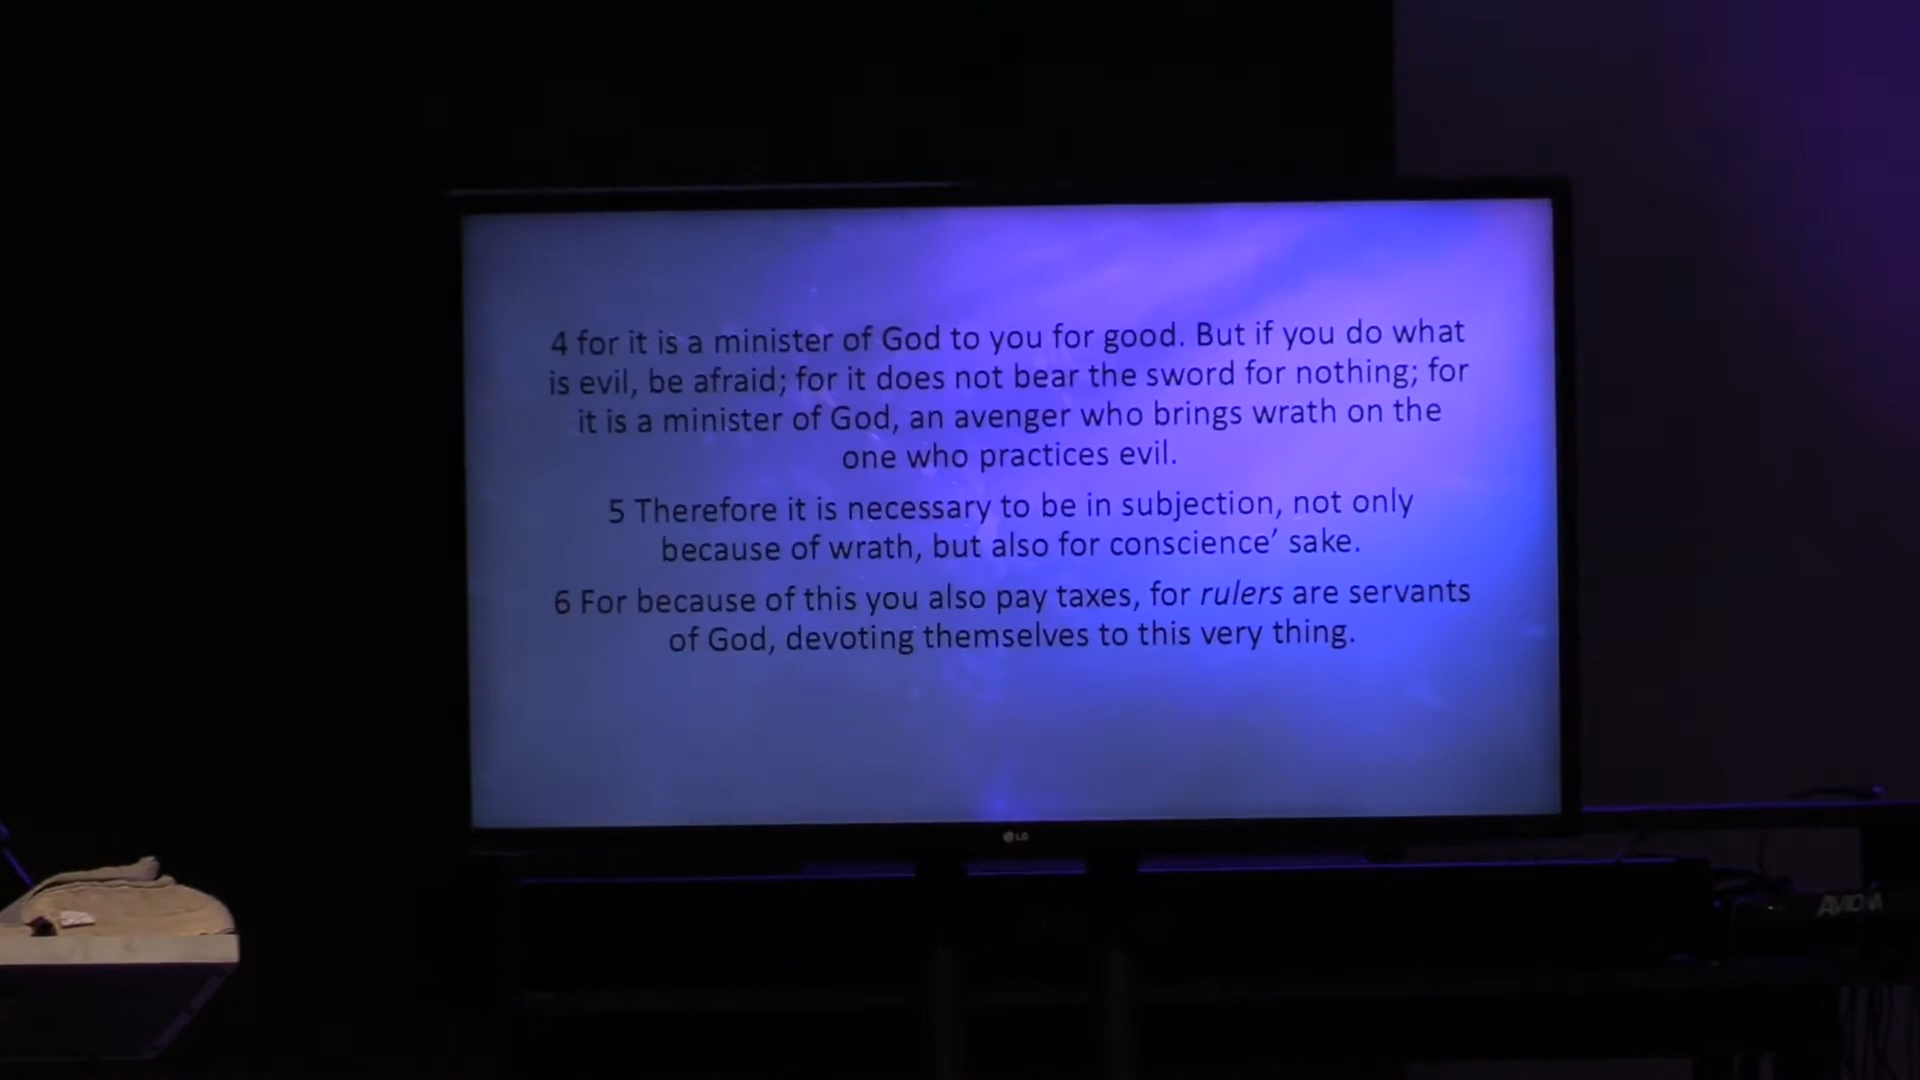 4 for it is a minister of God to you for good. But if you do what
is evil, be afraid; for it does not bear the sword for nothing; for
it is a minister of God, an avenger who brings wrath on the
one who practices evil.
5 Therefore it is necessary to be in subjection, not only
because of wrath, but also for conscience’ sake.
6 For because of this you also pay taxes, for rulers are servants
of God, devoting themselves to this very thing.
LG
AVIOM